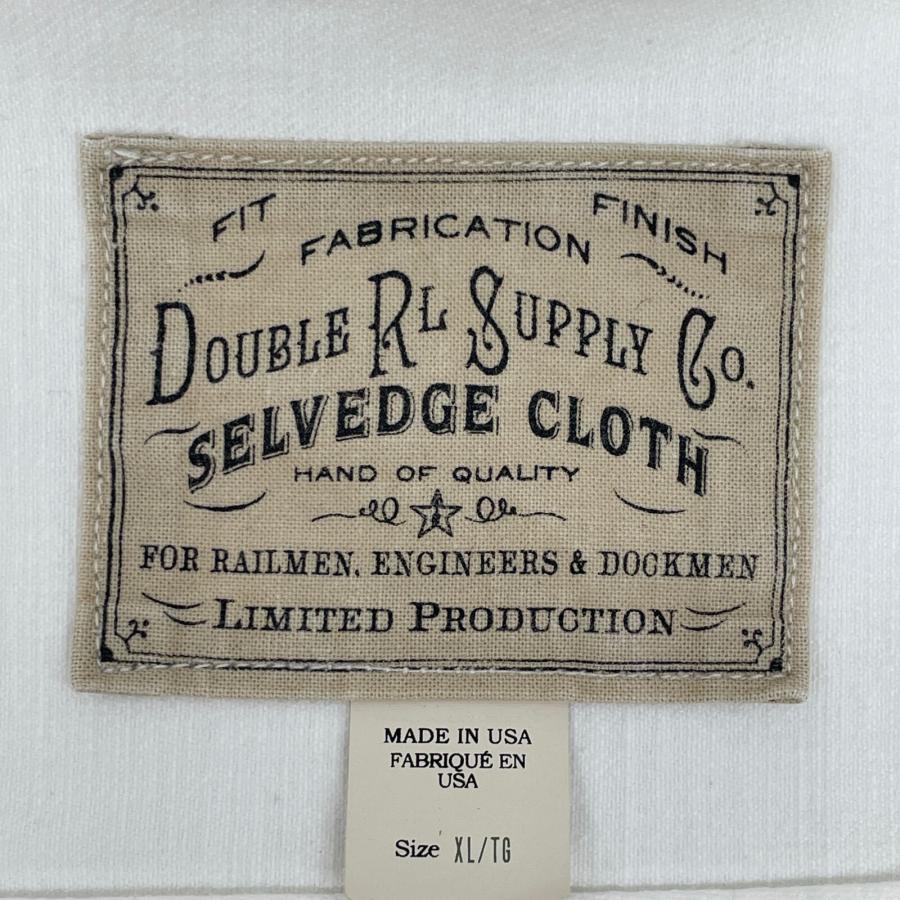 FIT FABRICATION FINISH
DOUBLE RL SUPPLY CO.
SELVEDGE CLOTH
HAND OF QUALITY
FOR RAILMEN, ENGINEERS & DOCKMEN
LIMITED PRODUCTION
MADE IN USA
FABRIQUÉ EN
USA
Size XL/TG